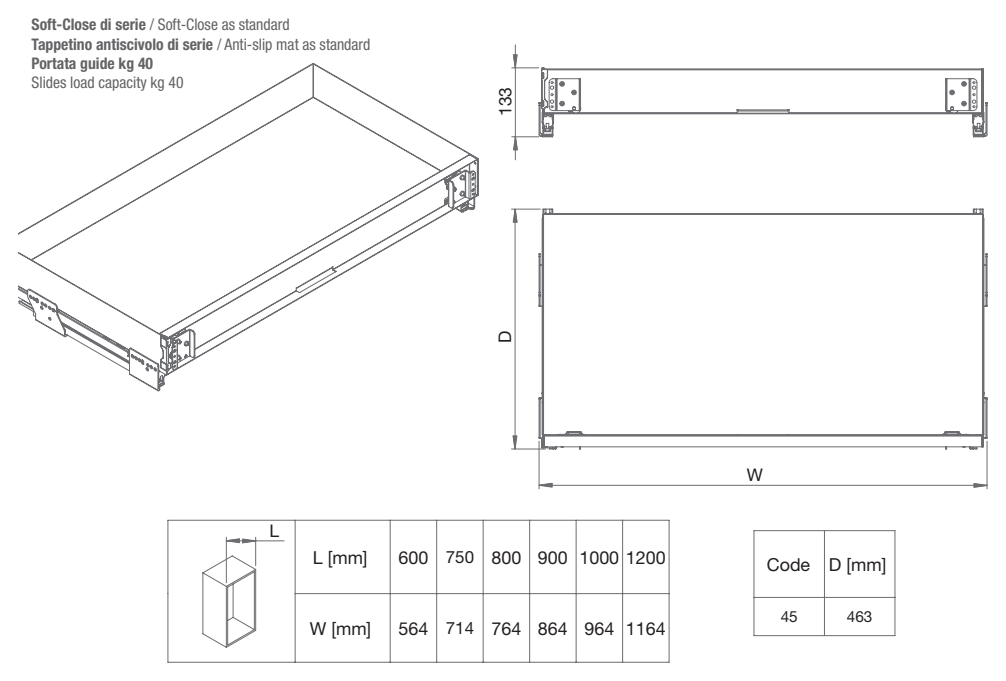 Soft-Close di serie / Soft-Close as standard
Tappetino antiscivolo di serie / Anti-slip mat as standard
Portata guide kg 40
Slides load capacity kg 40
133
D
W
L
L [mm] 600 750 800 900 1000 1200
W [mm] 564 714 764 864 964 1164
Code D [mm]
45 463